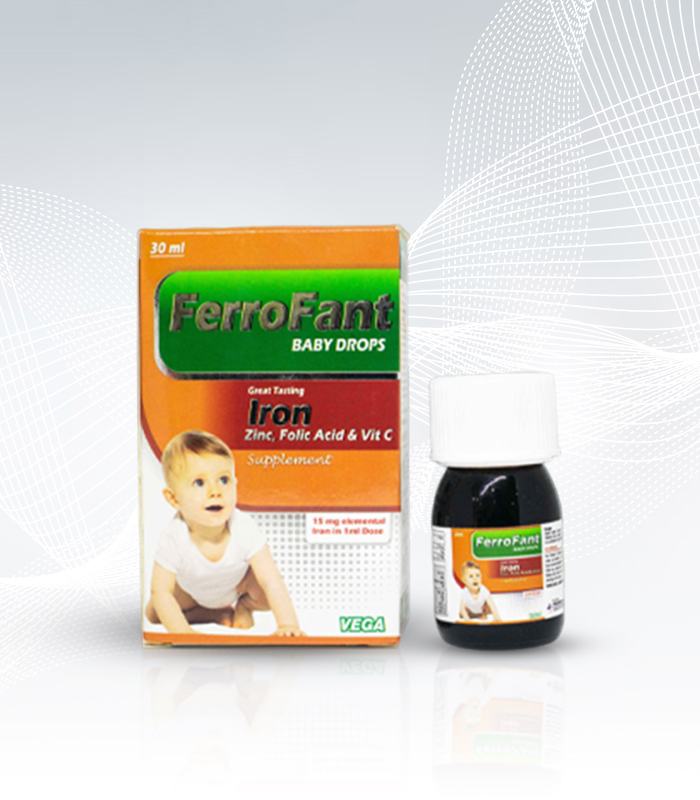 30 ml
FerroFant
BABY DROPS
Great Tasting
Iron
Zinc, Folic Acid & Vit C
Supplement
15 mg elemental
Iron in 1ml Dose
VEGA
FerroFant
BABY DROPS
Iron